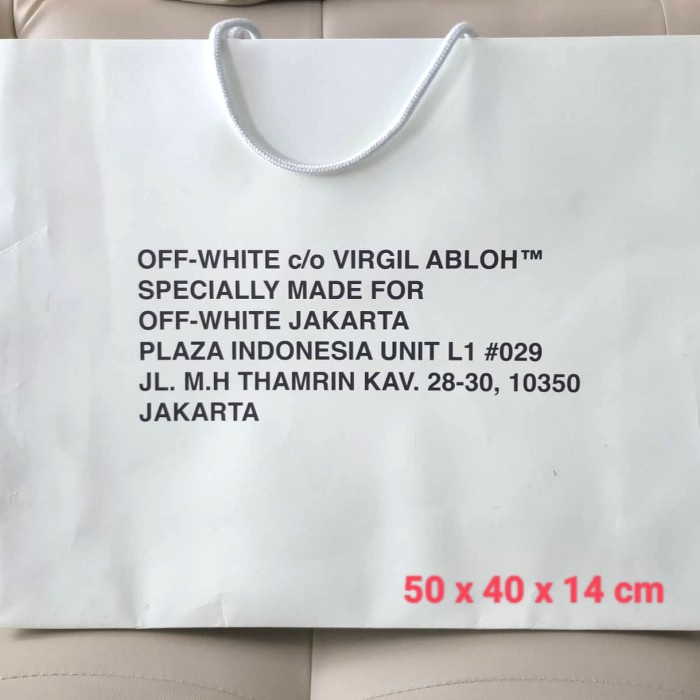 OFF-WHITE c/o VIRGIL ABLOH™
SPECIALLY MADE FOR
OFF-WHITE JAKARTA
PLAZA INDONESIA UNIT L1 #029
JL. M.H THAMRIN KAV. 28-30, 10350
JAKARTA
50 x 40 x 14 cm